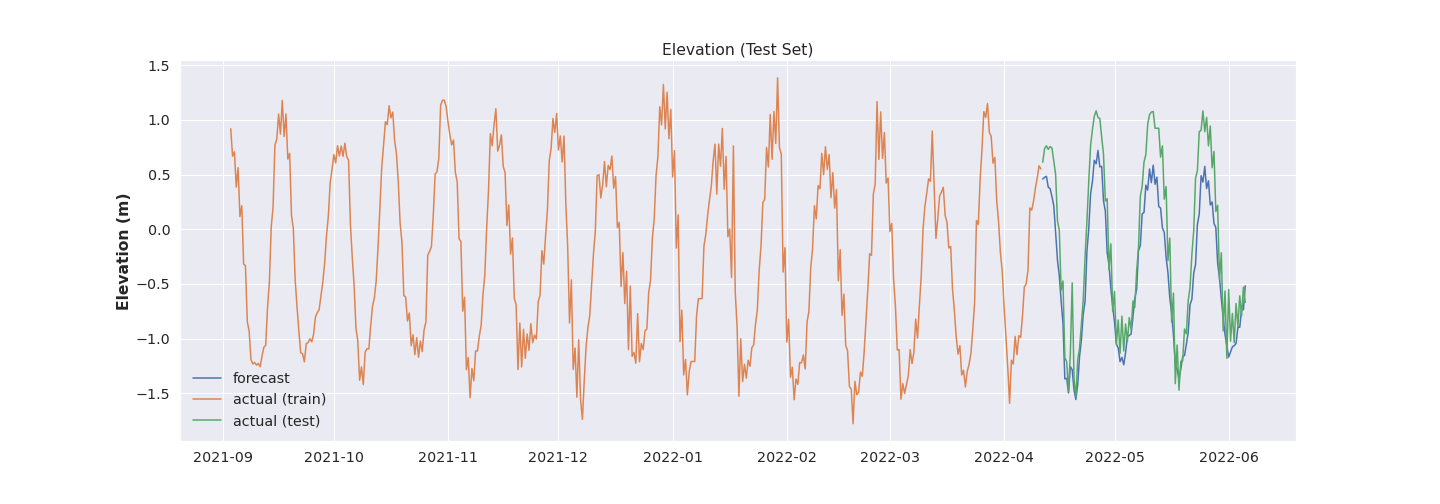 Elevation (Test Set)
Elevation (m)
1.5
1.0
0.5
0.0
−0.5
−1.0
−1.5
forecast
actual (train)
actual (test)
2021-09 2021-10 2021-11 2021-12 2022-01 2022-02 2022-03 2022-04 2022-05 2022-06